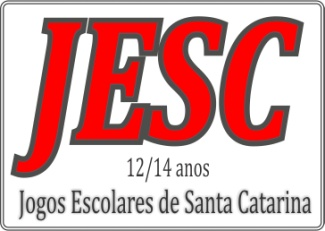 JESC
12/14 anos
Jogos Escolares de Santa Catarina